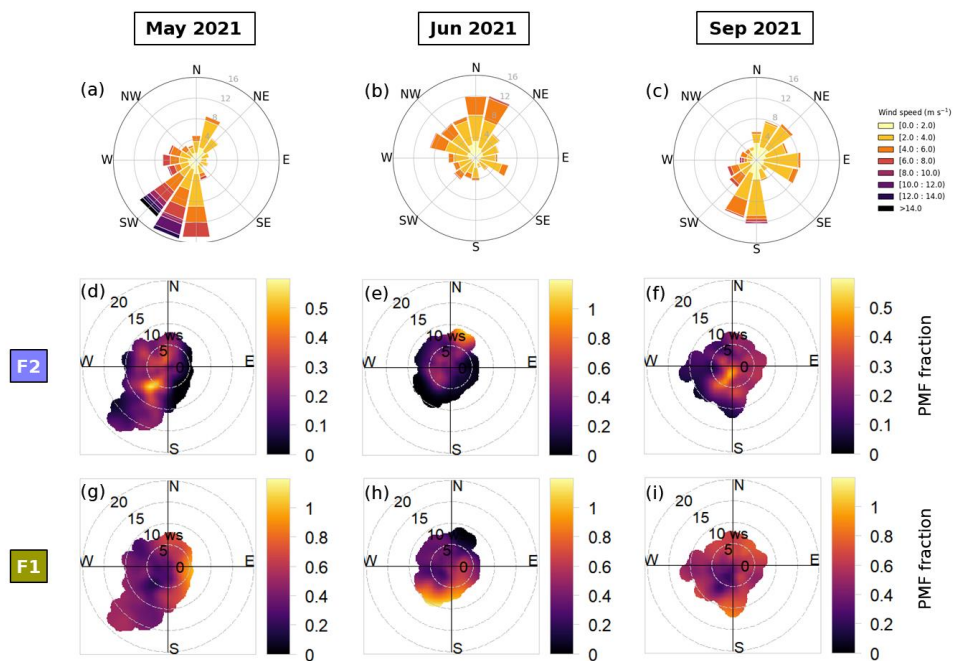 May 2021
Jun 2021
Sep 2021
(a)
N
NE
E
SE
SW
W
NW
8
12
16
(b)
N
NE
E
SE
S
SW
W
NW
12
16
(c)
N
NE
E
SE
S
SW
W
NW
8
12
16
Wind speed (m s⁻¹)
[0.0 : 2.0)
[2.0 : 4.0)
[4.0 : 6.0)
[6.0 : 8.0)
[8.0 : 10.0)
[10.0 : 12.0)
[12.0 : 14.0)
>14.0
F2
(d)
N
20
15
10 ws
5
0
W
E
S
0.5
0.4
0.3
0.2
0.1
0
(e)
N
20
15
10 ws
5
0
W
E
S
1
0.8
0.6
0.4
0.2
0
(f)
N
20
15
10 ws
5
0
W
E
S
0.5
0.4
0.3
0.2
0.1
0
PMF fraction
F1
(g)
N
20
15
10 ws
5
0
W
E
S
1
0.8
0.6
0.4
0.2
0
(h)
N
20
15
10 ws
5
0
W
E
S
1
0.8
0.6
0.4
0.2
0
(i)
N
20
15
10 ws
5
0
W
E
S
1
0.8
0.6
0.4
0.2
0
PMF fraction